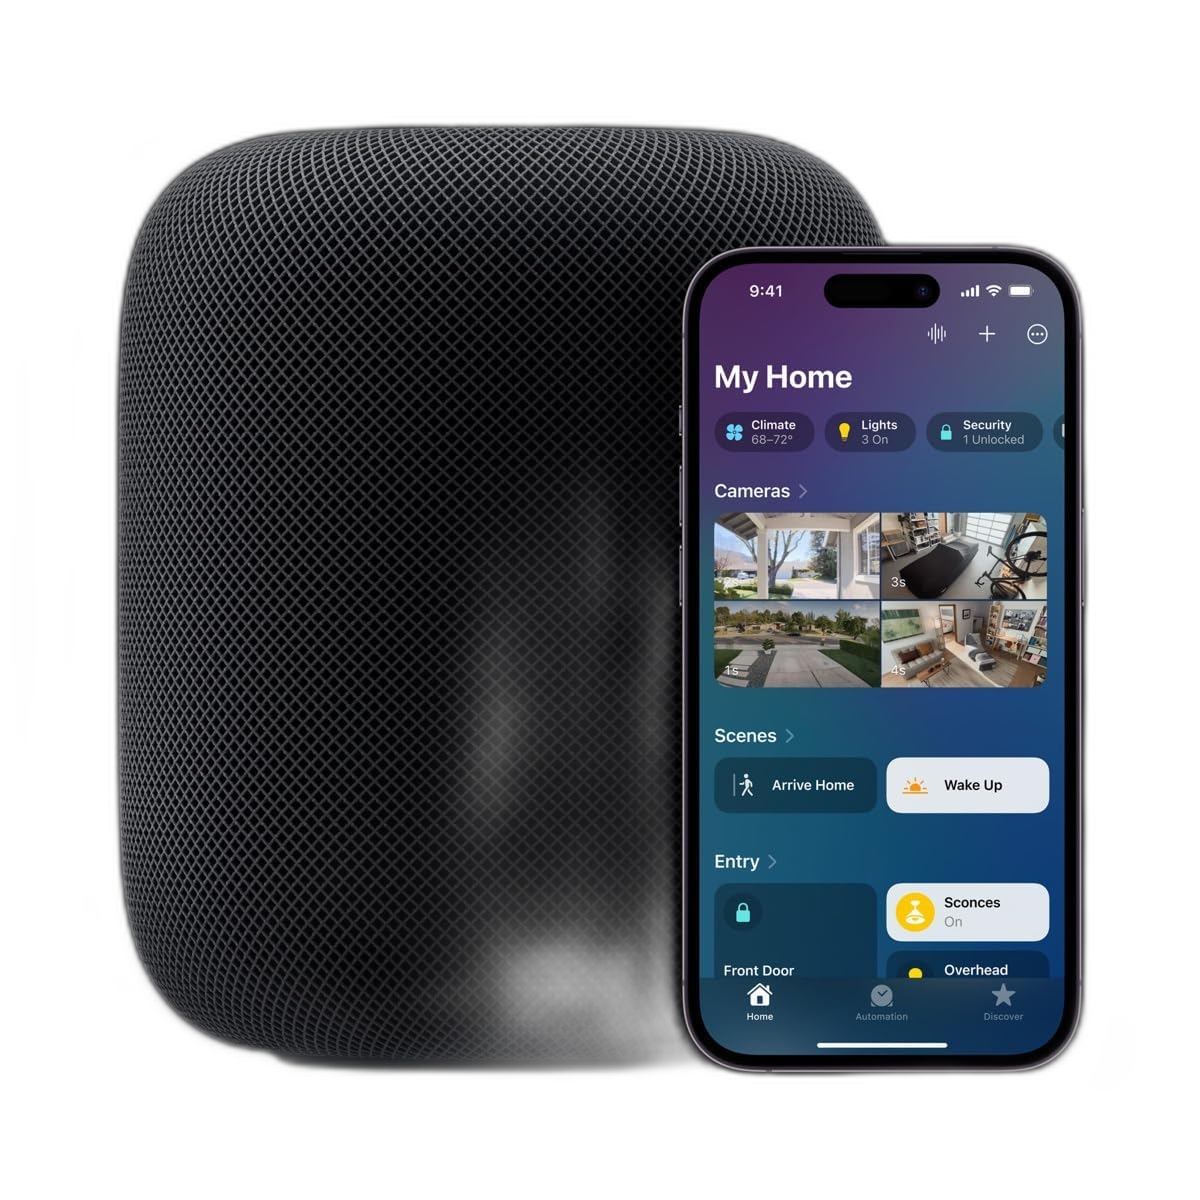 9:41
My Home
Climate
68–72°
Lights
3 On
Security
1 Unlocked
Cameras
2s
3s
1s
4s
Scenes
Arrive Home
Wake Up
Entry
Sconces
On
Front Door
Overhead
Home
Automation
Discover